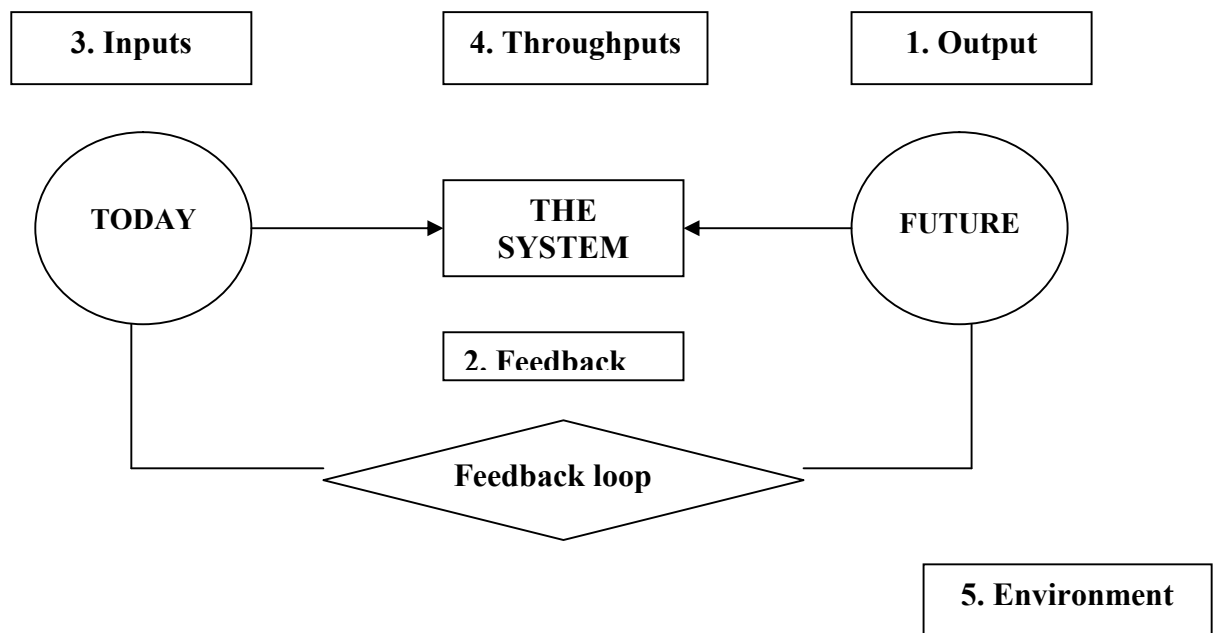 3. Inputs
4. Throughputs
1. Output
TODAY
THE
SYSTEM
FUTURE
2. Feedback
Feedback loop
5. Environment